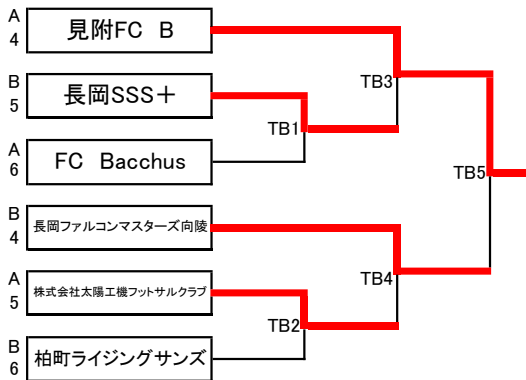 A
4
見附FC B
B
5
長岡SSS＋
A
6
FC Bacchus
B
4
長岡ファルコンマスターズ向陵
A
5
株式会社太陽工機フットサルクラブ
B
6
柏町ライジングサンズ
TB1
TB2
TB3
TB4
TB5